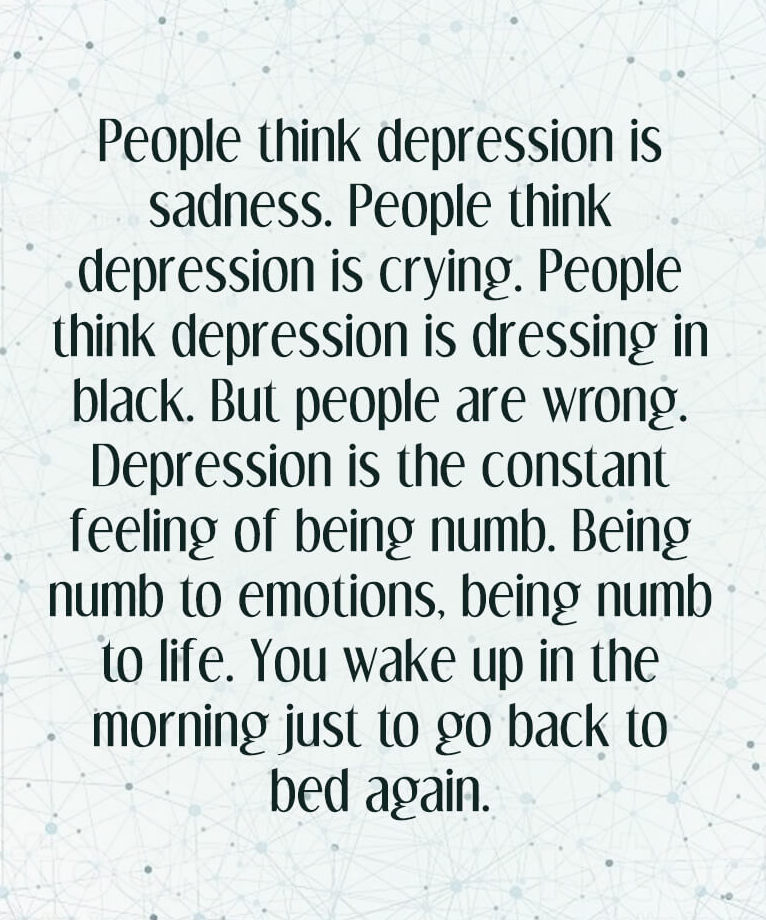 People think depression is
sadness. People think
depression is crying. People
think depression is dressing in
black. But people are wrong.
Depression is the constant
feeling of being numb. Being
numb to emotions, being numb
to life. You wake up in the
morning just to go back to
bed again.